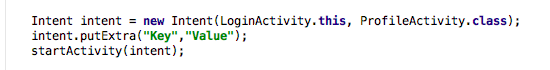 Intent intent = new Intent(LoginActivity.this, ProfileActivity.class);
intent.putExtra("Key","Value");
startActivity(intent);